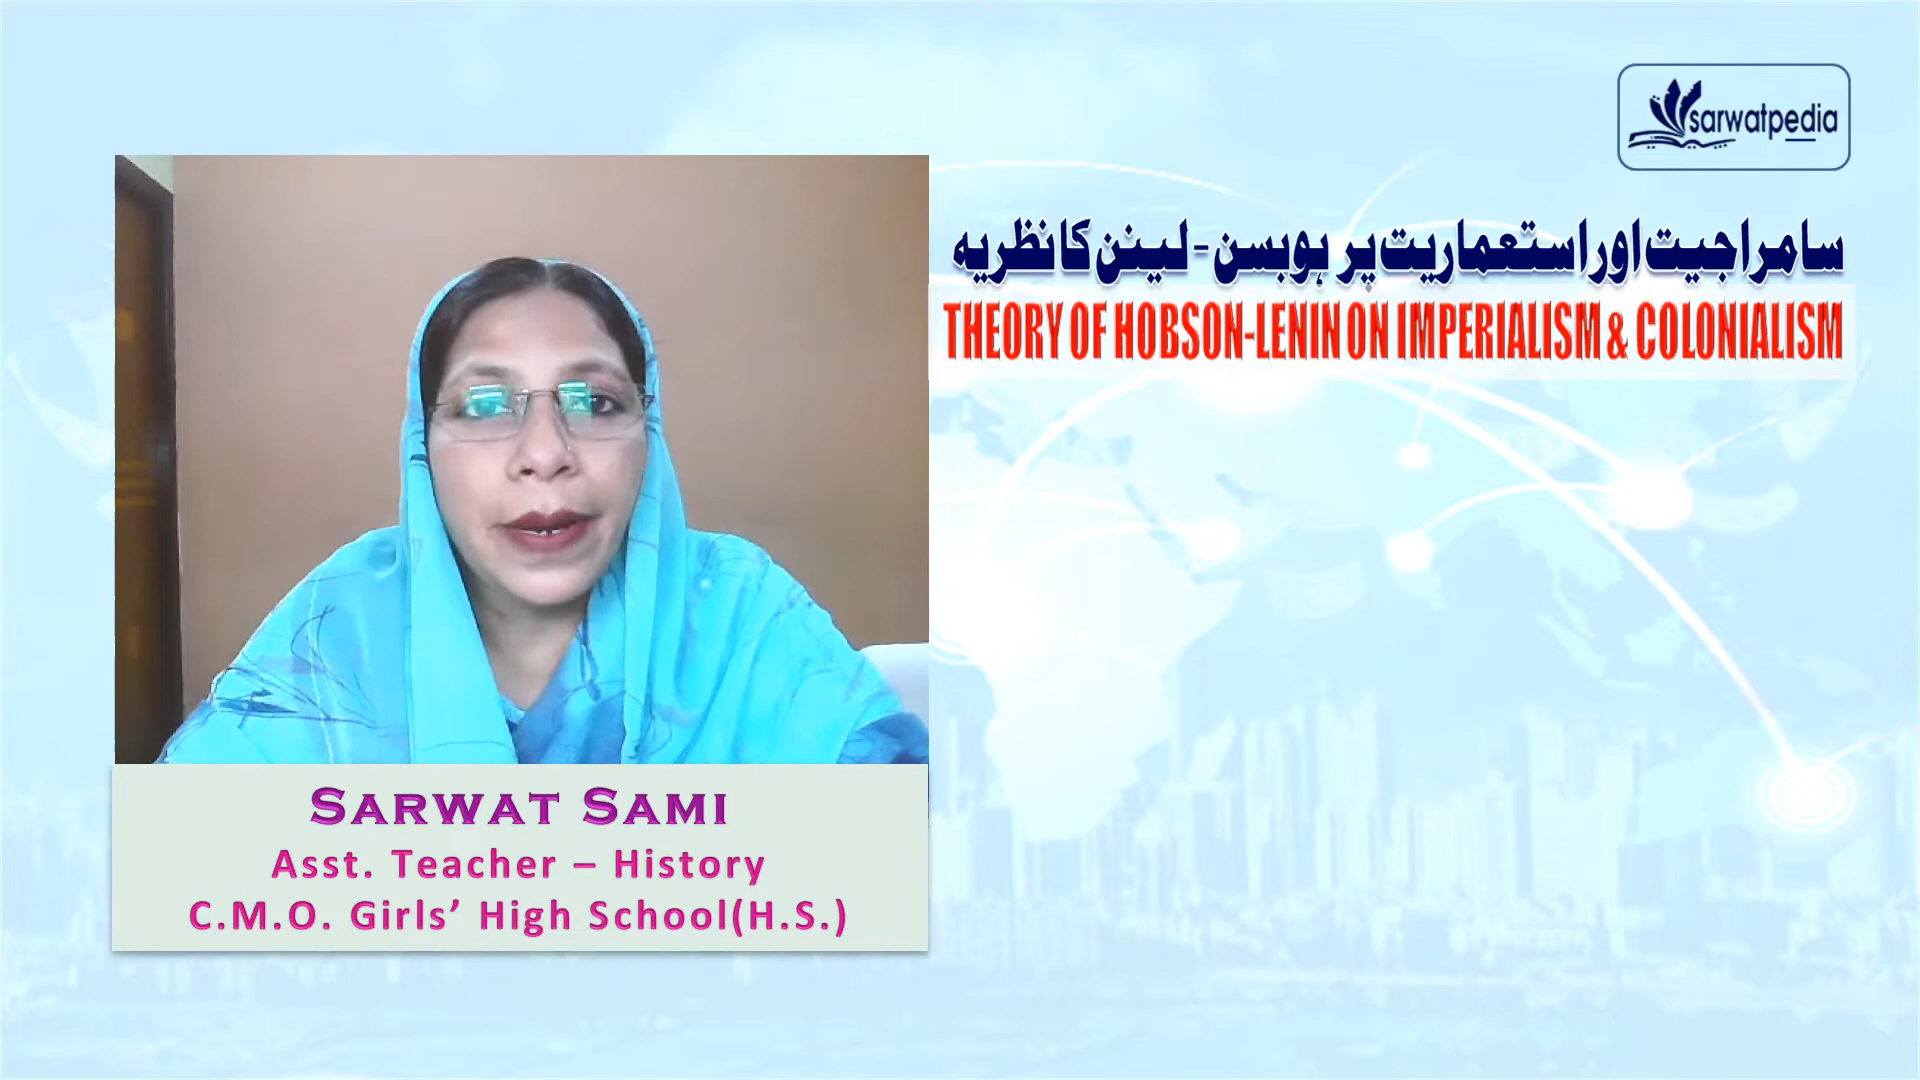 sarwatpedia
سامراجیت اور استعماریت پر ہوبسن - لینن کا نظریہ
THEORY OF HOBSON-LENIN ON IMPERIALISM & COLONIALISM
SARWAT SAMI
Asst. Teacher – History
C.M.O. Girls’ High School(H.S.)